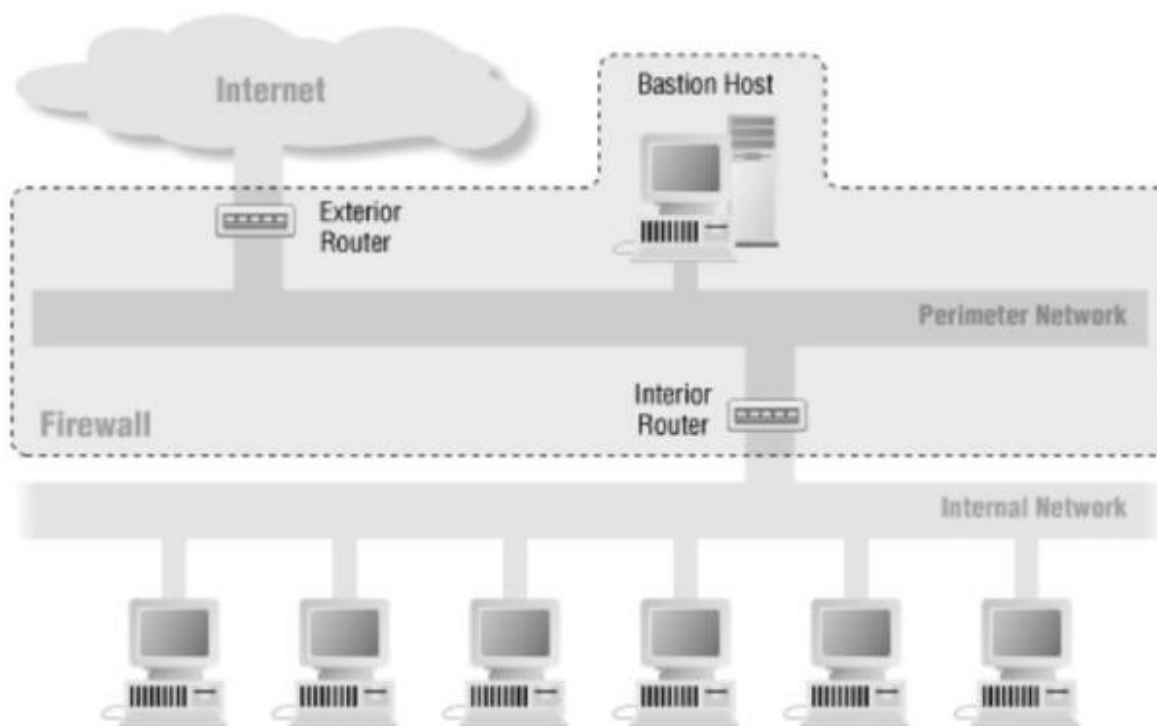 Internet
Bastion Host
Exterior
Router
Perimeter Network
Interior
Router
Firewall
Internal Network